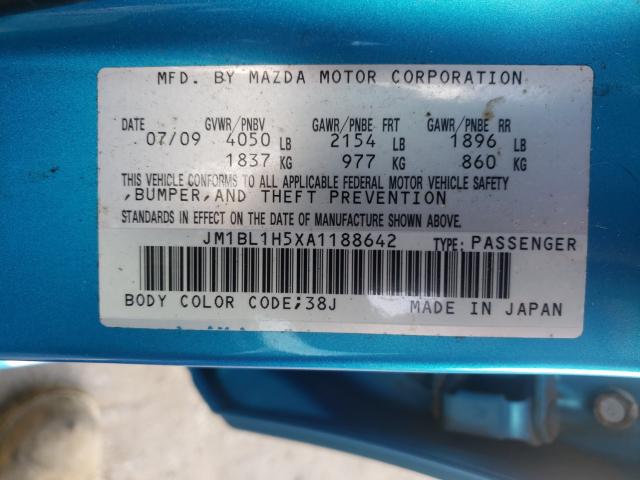 MFD. BY MAZDA MOTOR CORPORATION
DATE GVWR/PNBV GAWR/PNBE FRT GAWR/PNBE RR
07/09 4050 LB 2154 LB 1896 LB
1837 KG 977 KG 860 KG
THIS VEHICLE CONFORMS TO ALL APPLICABLE FEDERAL MOTOR VEHICLE SAFETY
,BUMPER,AND THEFT PREVENTION
STANDARDS IN EFFECT ON THE DATE OF MANUFACTURE SHOWN ABOVE.
JM1BL1H5XA1188642 TYPE: PASSENGER
BODY COLOR CODE;38J MADE IN JAPAN